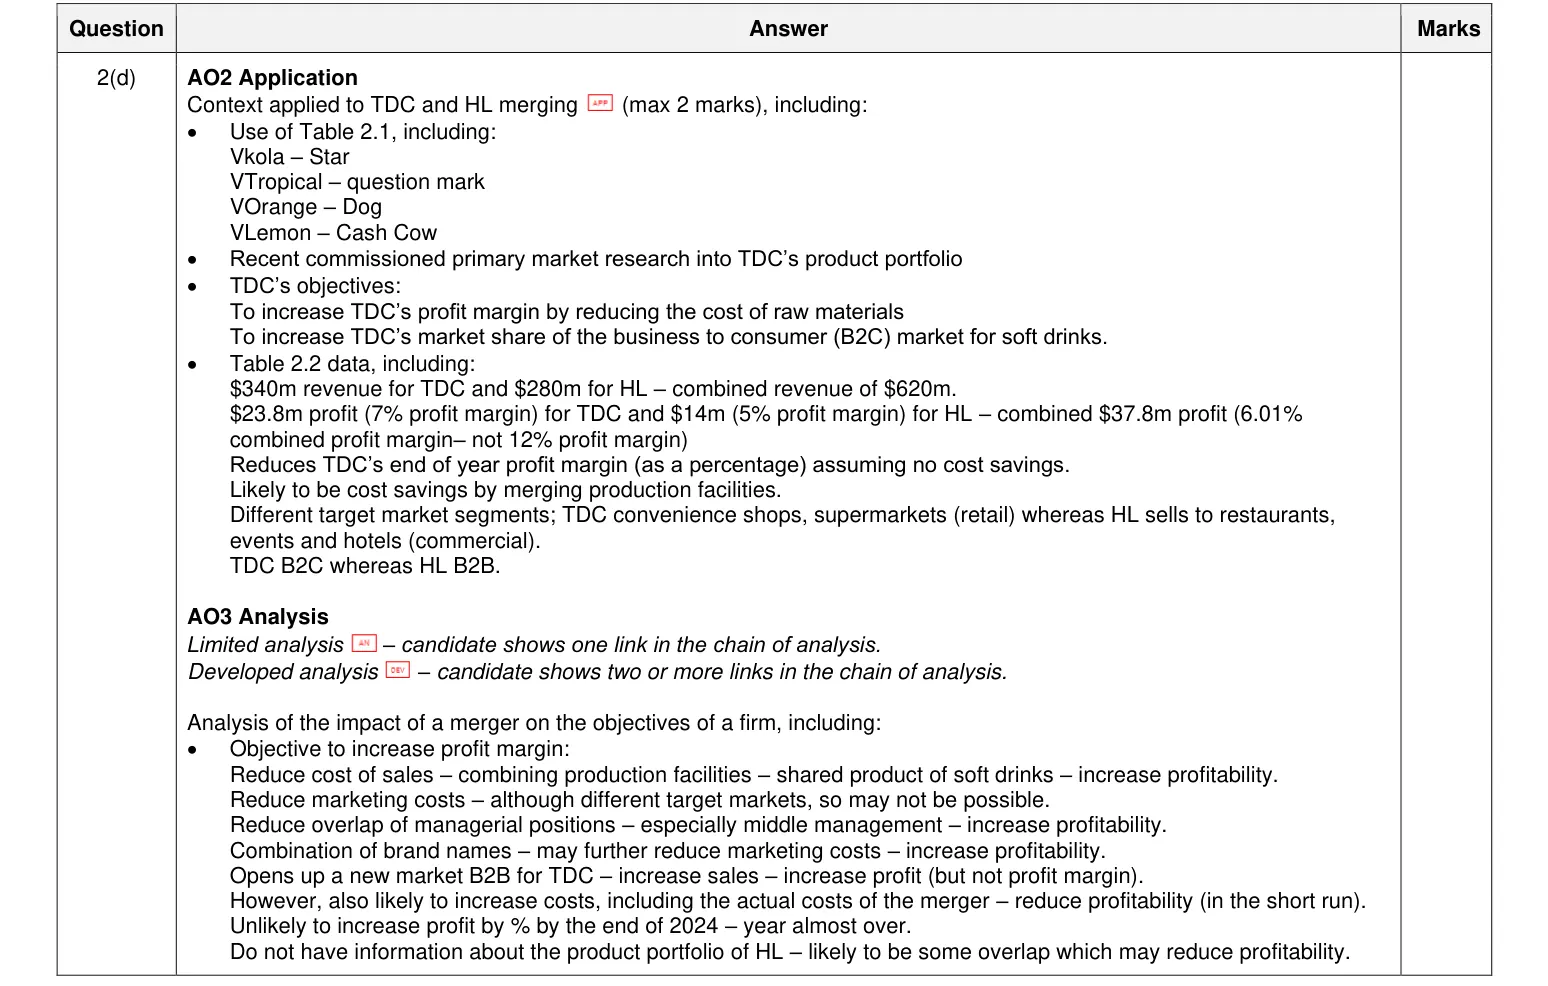 Question Answer Marks
2(d) AO2 Application
Context applied to TDC and HL merging APP (max 2 marks), including:
• Use of Table 2.1, including:
Vkola – Star
VTropical – question mark
VOrange – Dog
VLemon – Cash Cow
• Recent commissioned primary market research into TDC’s product portfolio
• TDC’s objectives:
To increase TDC’s profit margin by reducing the cost of raw materials
To increase TDC’s market share of the business to consumer (B2C) market for soft drinks.
• Table 2.2 data, including:
$340m revenue for TDC and $280m for HL – combined revenue of $620m.
$23.8m profit (7% profit margin) for TDC and $14m (5% profit margin) for HL – combined $37.8m profit (6.01%
combined profit margin– not 12% profit margin)
Reduces TDC’s end of year profit margin (as a percentage) assuming no cost savings.
Likely to be cost savings by merging production facilities.
Different target market segments; TDC convenience shops, supermarkets (retail) whereas HL sells to restaurants,
events and hotels (commercial).
TDC B2C whereas HL B2B.
AO3 Analysis
Limited analysis AN – candidate shows one link in the chain of analysis.
Developed analysis DEV – candidate shows two or more links in the chain of analysis.
Analysis of the impact of a merger on the objectives of a firm, including:
• Objective to increase profit margin:
Reduce cost of sales – combining production facilities – shared product of soft drinks – increase profitability.
Reduce marketing costs – although different target markets, so may not be possible.
Reduce overlap of managerial positions – especially middle management – increase profitability.
Combination of brand names – may further reduce marketing costs – increase profitability.
Opens up a new market B2B for TDC – increase sales – increase profit (but not profit margin).
However, also likely to increase costs, including the actual costs of the merger – reduce profitability (in the short run).
Unlikely to increase profit by % by the end of 2024 – year almost over.
Do not have information about the product portfolio of HL – likely to be some overlap which may reduce profitability.